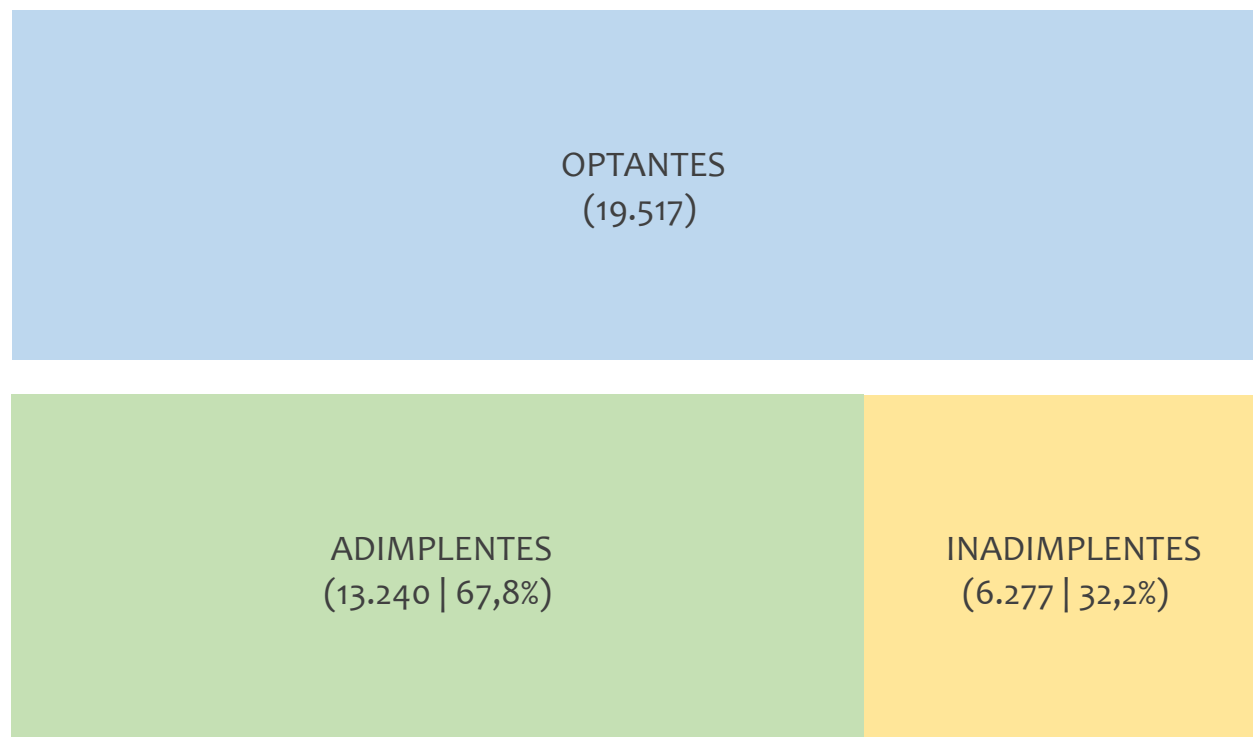 OPTANTES
(19.517)
ADIMPLENTES
(13.240 | 67,8%)
INADIMPLENTES
(6.277 | 32,2%)